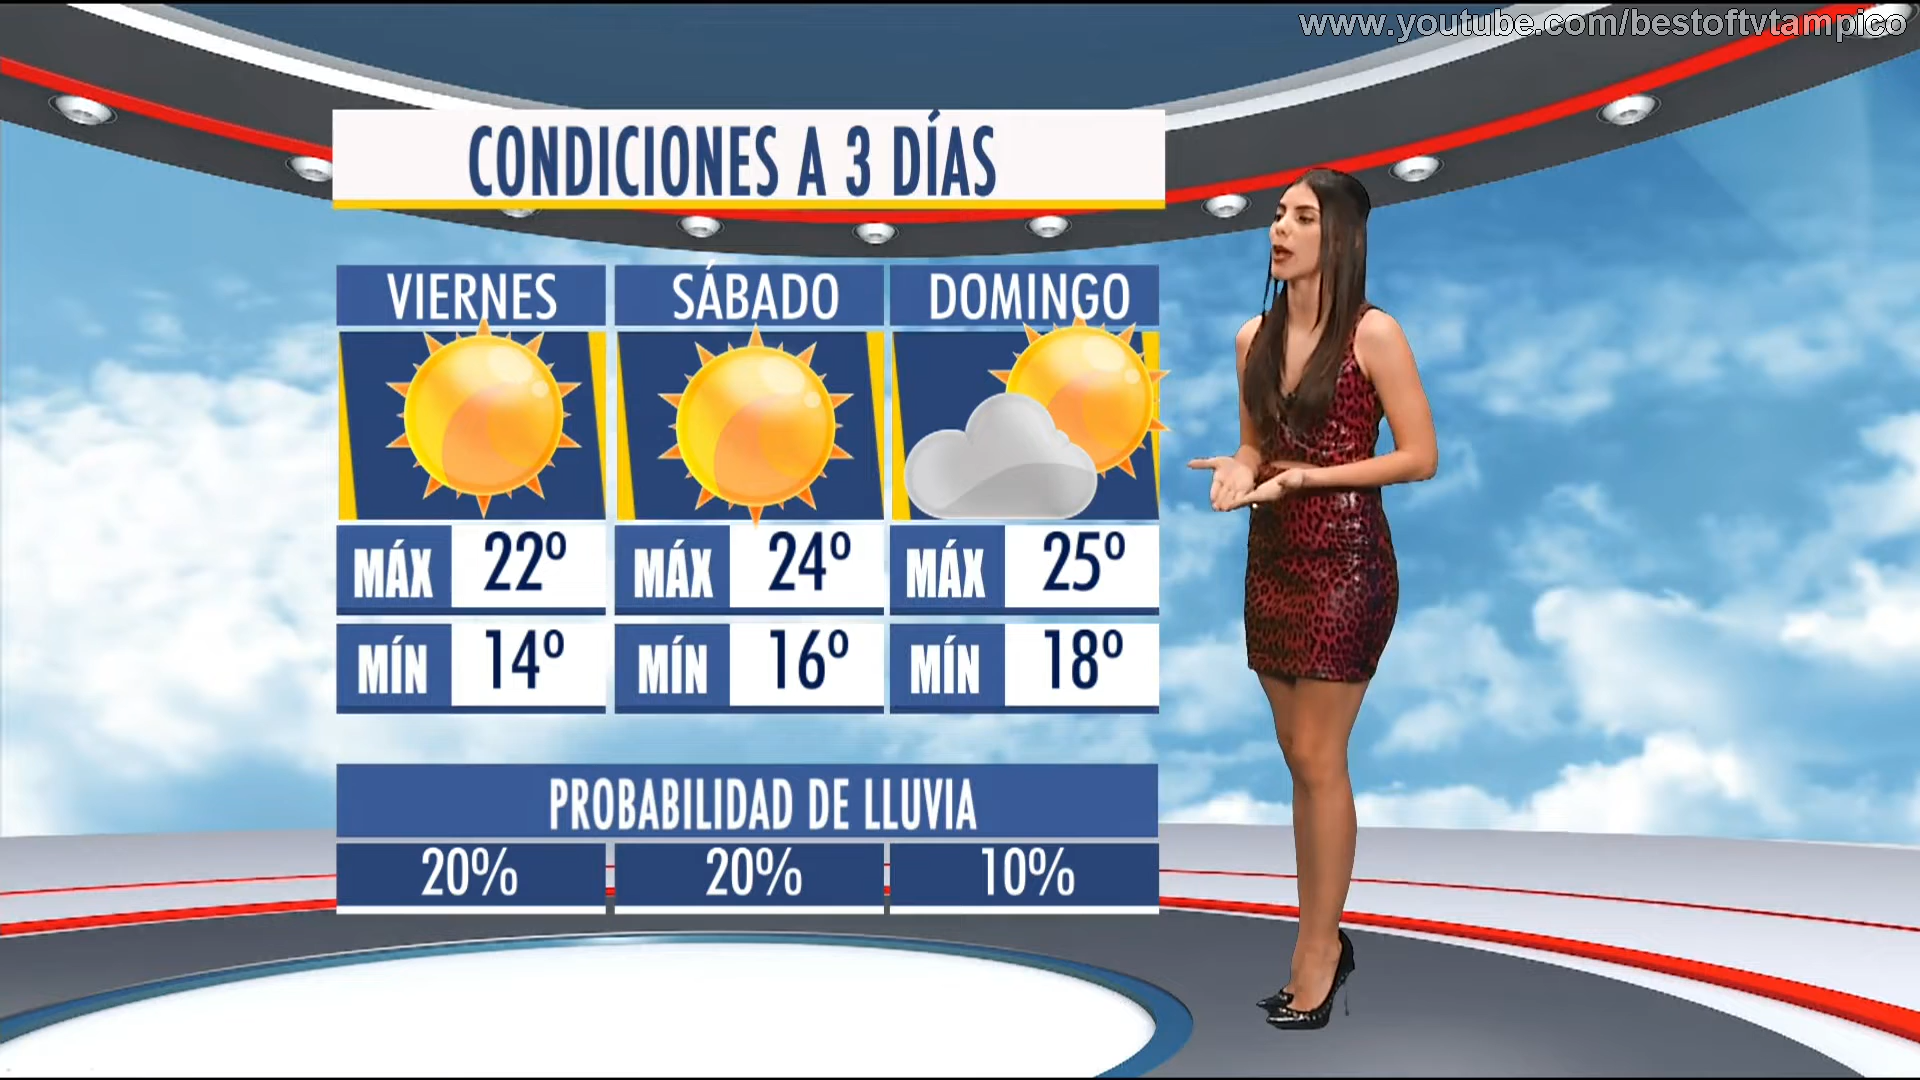 www.youtube.com/bestoftvtampico
CONDICIONES A 3 DÍAS
VIERNES SÁBADO DOMINGO
MÁX 22º MÁX 24º MÁX 25º
MÍN 14º MÍN 16º MÍN 18º
PROBABILIDAD DE LLUVIA
20% 20% 10%